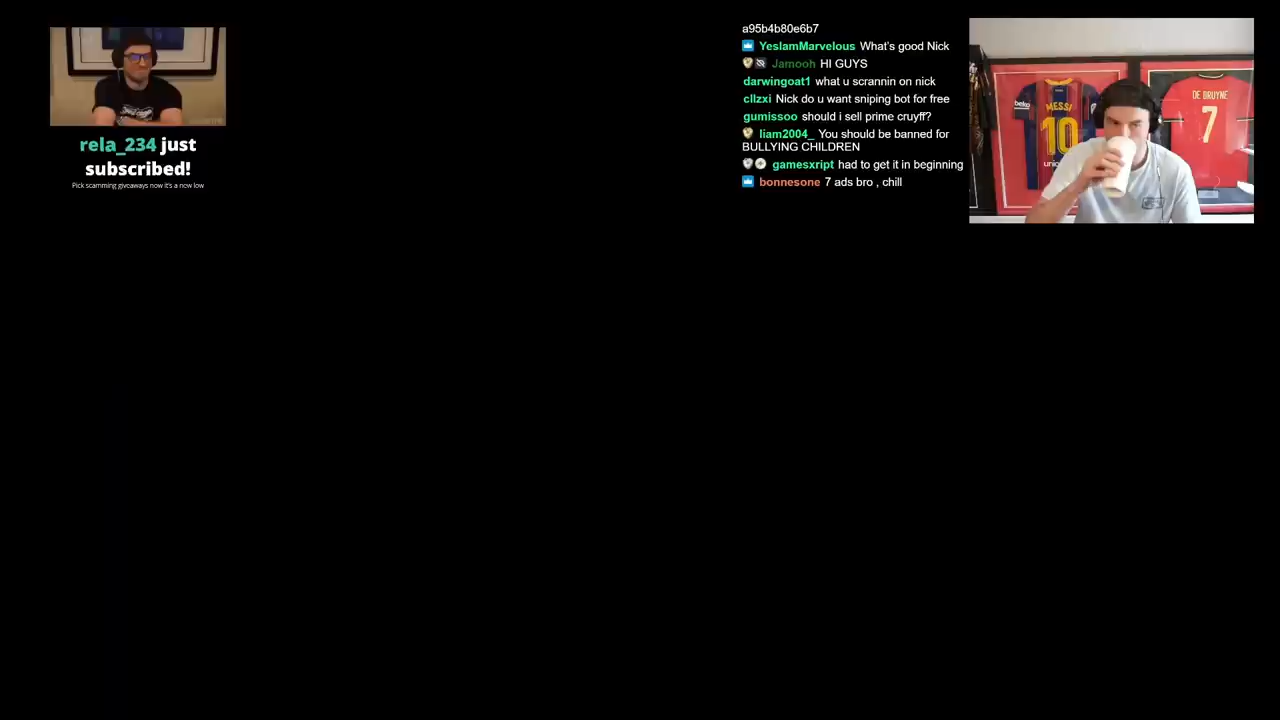 rela_234 just
subscribed!
Pick scamming giveaways now it's a now low
a95b4b80e6b7
YeslamMarvelous What's good Nick
Jamooh HI GUYS
darwingoat1 what u scrannin on nick
cllzxi Nick do u want sniping bot for free
gumissoo should i sell prime cruyff?
liam2004_ You should be banned for
BULLYING CHILDREN
gamesxript had to get it in beginning
bonnesone 7 ads bro , chill
beko
MESSI
10
DE BRUYNE
7